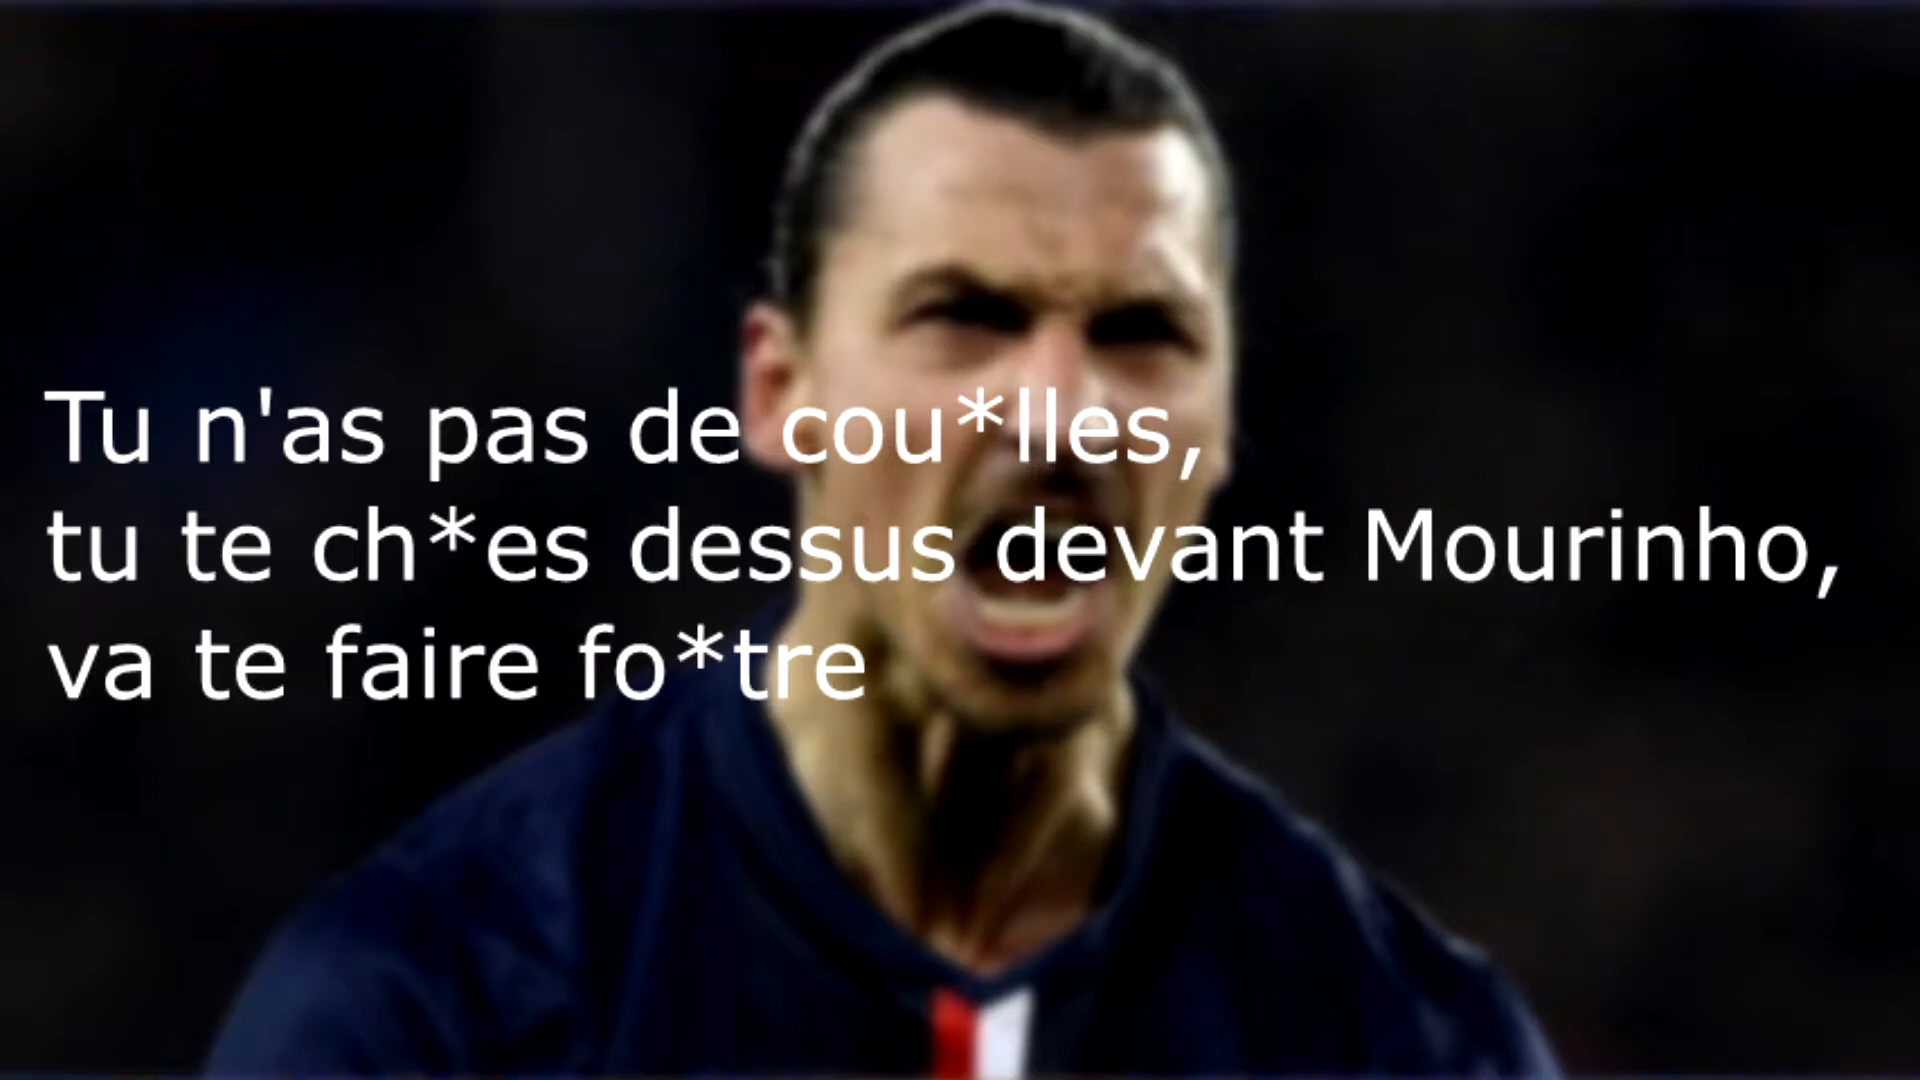 Tu n'as pas de cou*lles,
tu te ch*es dessus devant Mourinho,
va te faire fo*tre